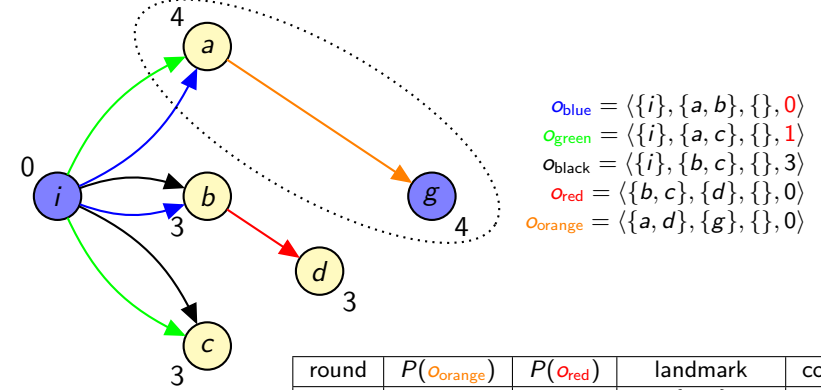 4
a
0
i
b
3
g
4
d
3
c
3
o_blue = ⟨{i}, {a, b}, {}, 0⟩
o_green = ⟨{i}, {a, c}, {}, 1⟩
o_black = ⟨{i}, {b, c}, {}, 3⟩
o_red = ⟨{b, c}, {d}, {}, 0⟩
o_orange = ⟨{a, d}, {g}, {}, 0⟩
round P(o_orange) P(o_red) landmark